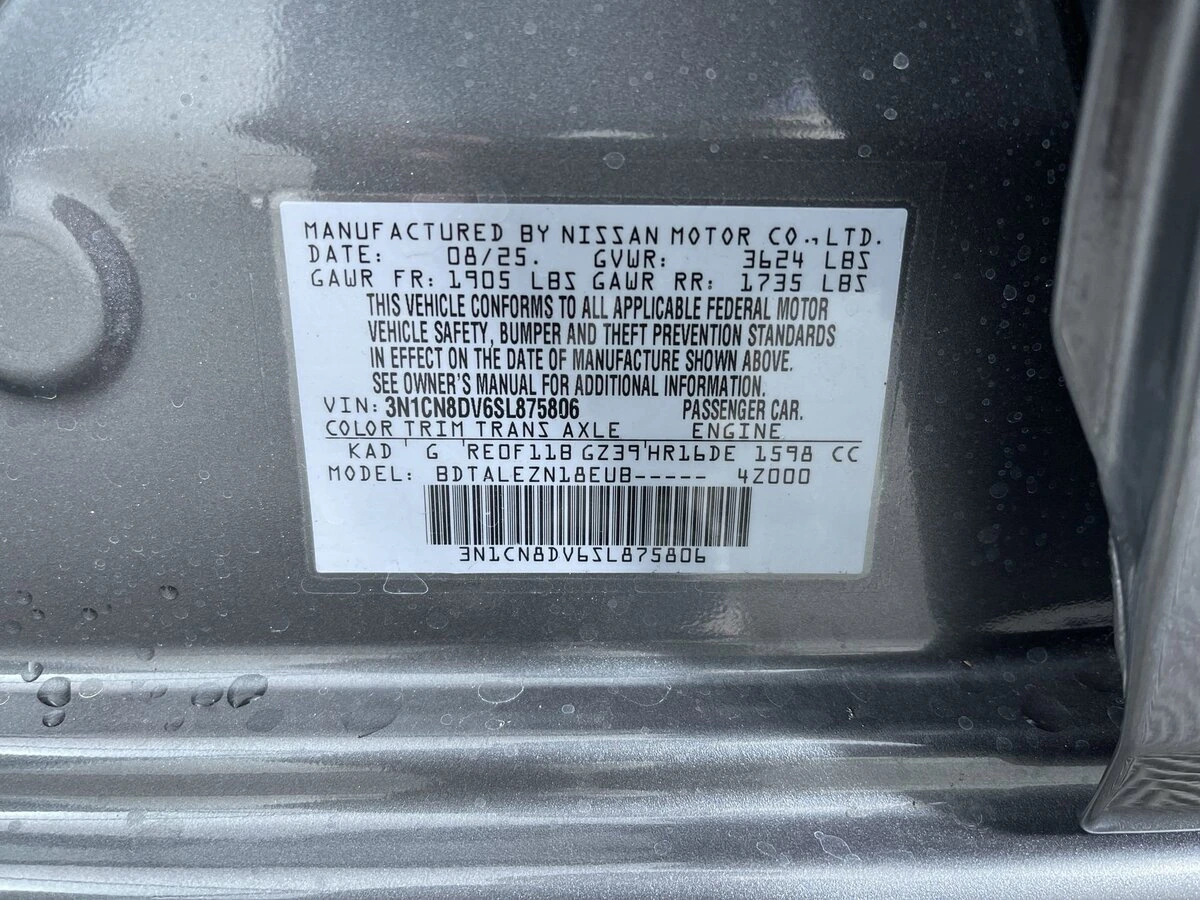 MANUFACTURED BY NISSAN MOTOR CO.,LTD.
DATE: 08/25. GVWR: 3624 LBS
GAWR FR: 1905 LBS GAWR RR: 1735 LBS
THIS VEHICLE CONFORMS TO ALL APPLICABLE FEDERAL MOTOR
VEHICLE SAFETY, BUMPER AND THEFT PREVENTION STANDARDS
IN EFFECT ON THE DATE OF MANUFACTURE SHOWN ABOVE.
SEE OWNER'S MANUAL FOR ADDITIONAL INFORMATION.
VIN: 3N1CN8DV6SL875806 PASSENGER CAR.
COLOR TRIM TRANS AXLE ENGINE
KAD G RE0F11B GZ39 HR16DE 1598 CC
MODEL: BDTALEZN18EUB----- 4Z000
3N1CN8DV6SL875806